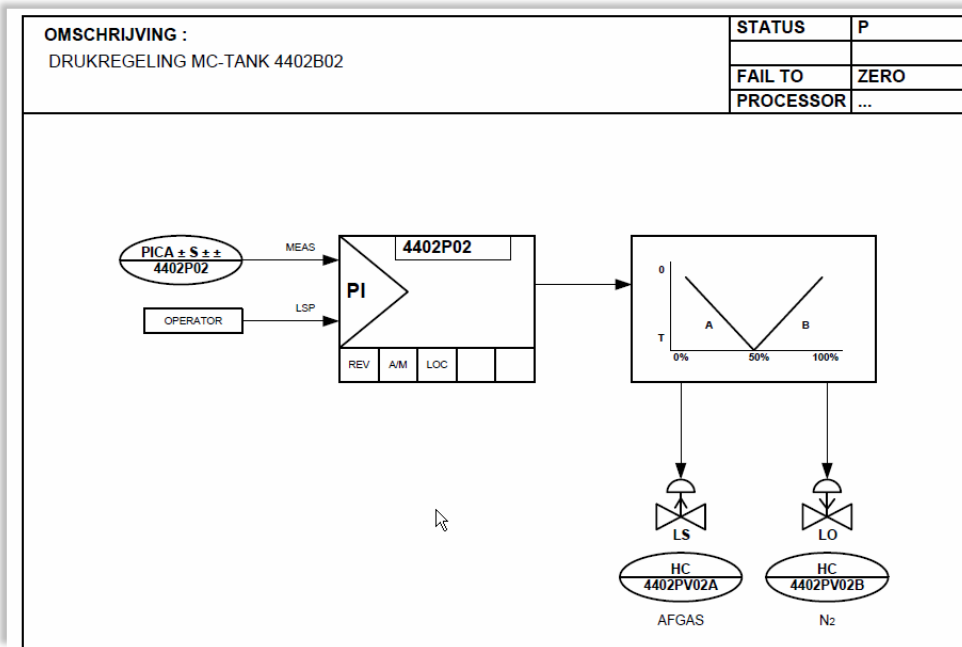 OMSCHRIJVING :
DRUKREGELING MC-TANK 4402B02
STATUS P
FAIL TO ZERO
PROCESSOR ...
PICA ± S ± ±
4402P02
MEAS
OPERATOR
LSP
4402P02
PI
REV A/M LOC
0
T
A B
0% 50% 100%
LS LO
HC HC
4402PV02A 4402PV02B
AFGAS N2